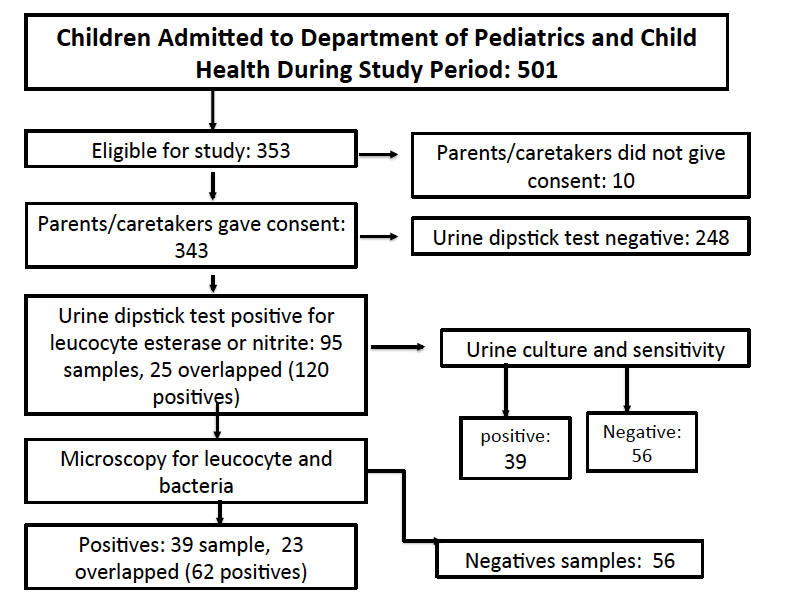 Children Admitted to Department of Pediatrics and Child
Health During Study Period: 501
Eligible for study: 353
Parents/caretakers did not give
consent: 10
Parents/caretakers gave consent:
343
Urine dipstick test negative: 248
Urine dipstick test positive for
leucocyte esterase or nitrite: 95
samples, 25 overlapped (120
positives)
Urine culture and sensitivity
positive:
39
Negative:
56
Microscopy for leucocyte and
bacteria
Positives: 39 sample, 23
overlapped (62 positives)
Negatives samples: 56